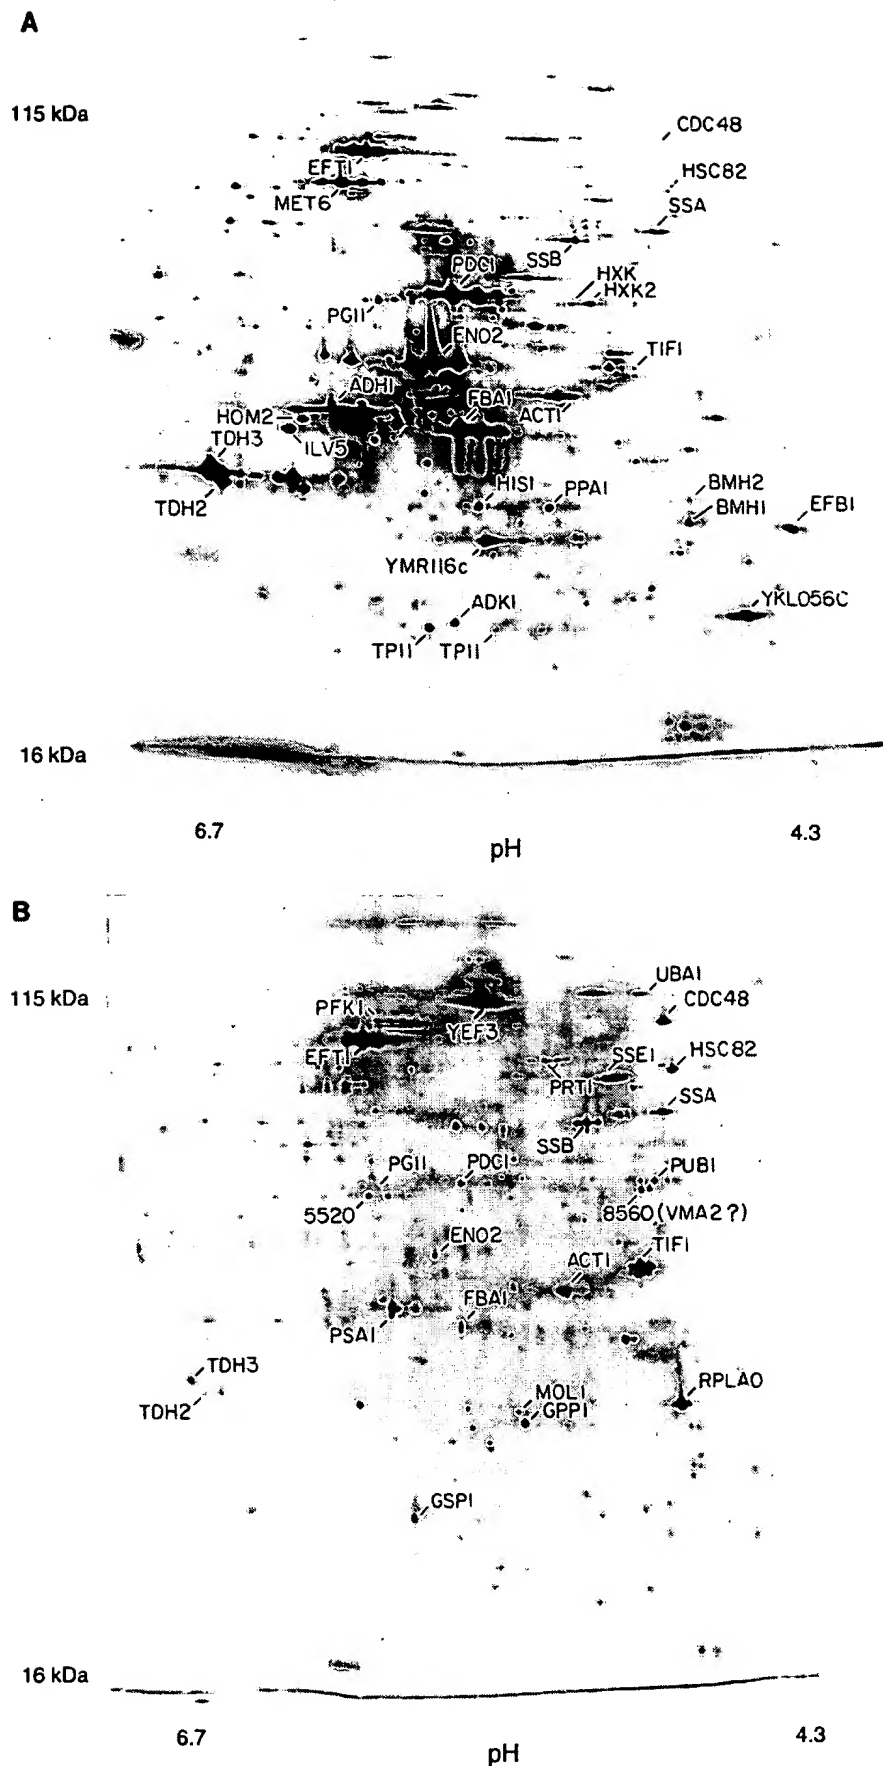 A
115 kDa
CDC48
EFT1
HSC82
MET6
SSA
SSB
PDC1
HXK
HXK2
PGI1
ENO2
TIF1
ADH1
FBA1
ACT1
HOM2
TDH3
ILV5
TDH2
HIS1
PPA1
BMH2
BMH1
EFB1
YMR116c
ADK1
YKL056C
TPI1
TPI1
16 kDa
6.7
4.3
pH
B
UBA1
115 kDa
CDC48
PFK1
YEF3
EFT1
SSE1
HSC82
PRT1
SSA
SSB
PGI1
PDC1
PUB1
5520
8560 (VMA2?)
ENO2
TIF1
ACT1
FBA1
PSA1
TDH3
TDH2
MOL1
GPP1
RPLA0
GSP1
16 kDa
6.7
4.3
pH